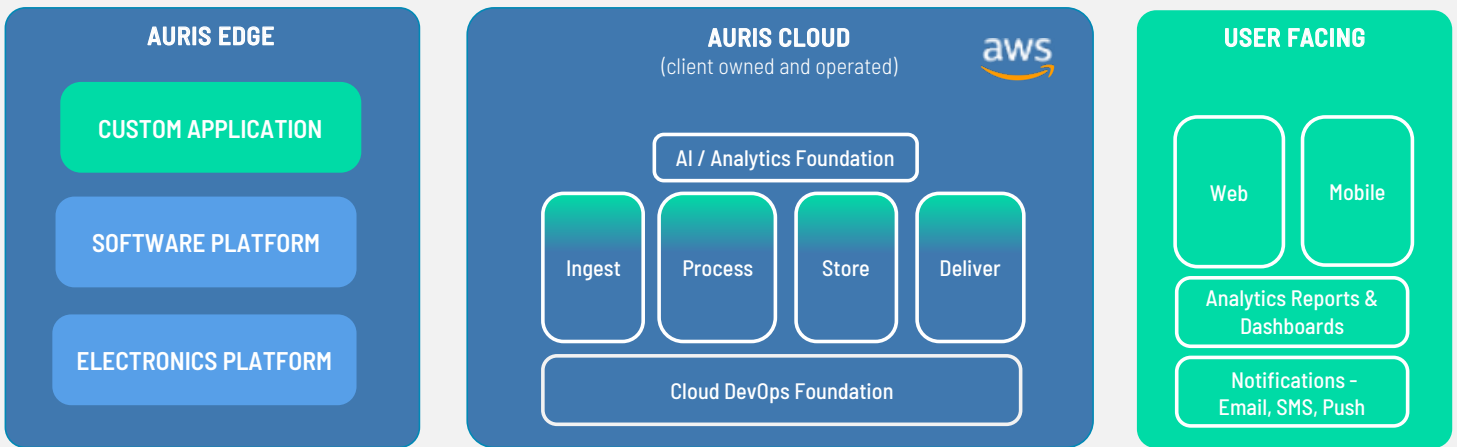 AURIS EDGE
CUSTOM APPLICATION
SOFTWARE PLATFORM
ELECTRONICS PLATFORM
AURIS CLOUD
(client owned and operated)
aws
AI / Analytics Foundation
Ingest
Process
Store
Deliver
Cloud DevOps Foundation
USER FACING
Web
Mobile
Analytics Reports &
Dashboards
Notifications -
Email, SMS, Push